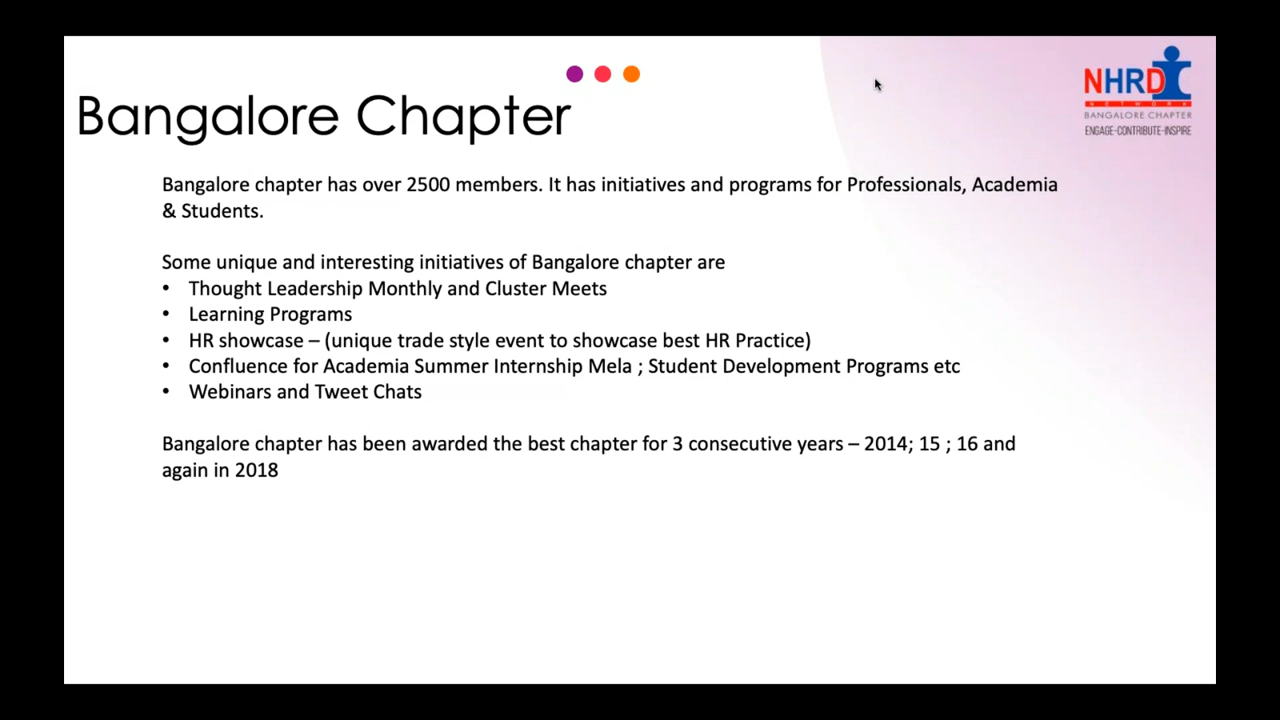 Bangalore Chapter
NHRD
NETWORK
BANGALORE CHAPTER
ENGAGE-CONTRIBUTE-INSPIRE
Bangalore chapter has over 2500 members. It has initiatives and programs for Professionals, Academia
& Students.
Some unique and interesting initiatives of Bangalore chapter are
• Thought Leadership Monthly and Cluster Meets
• Learning Programs
• HR showcase – (unique trade style event to showcase best HR Practice)
• Confluence for Academia Summer Internship Mela ; Student Development Programs etc
• Webinars and Tweet Chats
Bangalore chapter has been awarded the best chapter for 3 consecutive years – 2014; 15 ; 16 and
again in 2018